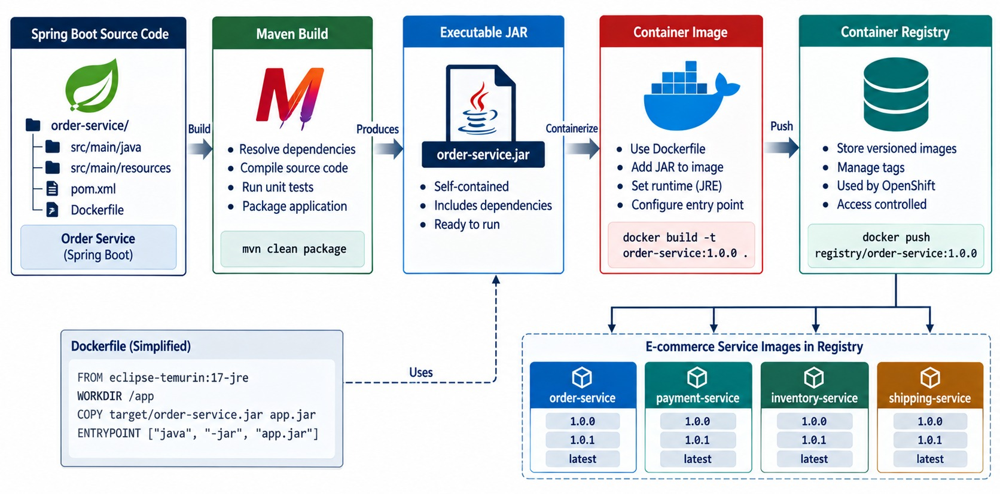 Spring Boot Source Code
order-service/
src/main/java
src/main/resources
pom.xml
Dockerfile
Order Service
(Spring Boot)
Build
Maven Build
• Resolve dependencies
• Compile source code
• Run unit tests
• Package application
mvn clean package
Produces
Executable JAR
order-service.jar
• Self-contained
• Includes dependencies
• Ready to run
Containerize
Container Image
• Use Dockerfile
• Add JAR to image
• Set runtime (JRE)
• Configure entry point
docker build -t
order-service:1.0.0 .
Push
Container Registry
• Store versioned images
• Manage tags
• Used by OpenShift
• Access controlled
docker push
registry/order-service:1.0.0
Dockerfile (Simplified)
FROM eclipse-temurin:17-jre
WORKDIR /app
COPY target/order-service.jar app.jar
ENTRYPOINT ["java", "-jar", "app.jar"]
Uses
E-commerce Service Images in Registry
order-service
1.0.0
1.0.1
latest
payment-service
1.0.0
1.0.1
latest
inventory-service
1.0.0
1.0.1
latest
shipping-service
1.0.0
1.0.1
latest